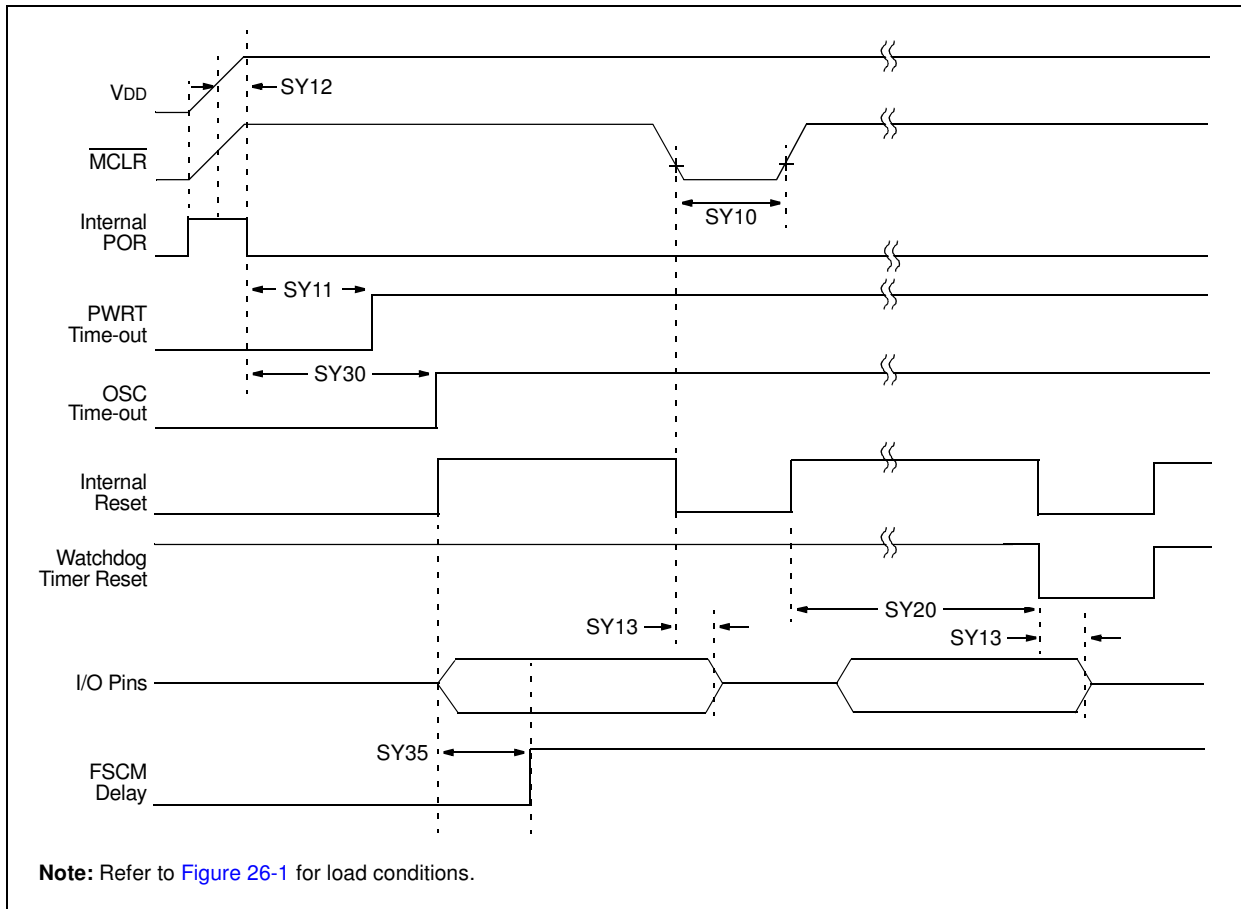 VDD
SY12
MCLR
SY10
Internal
POR
SY11
PWRT
Time-out
SY30
OSC
Time-out
Internal
Reset
Watchdog
Timer Reset
SY20
SY13
SY13
I/O Pins
SY35
FSCM
Delay
Note: Refer to Figure 26-1 for load conditions.